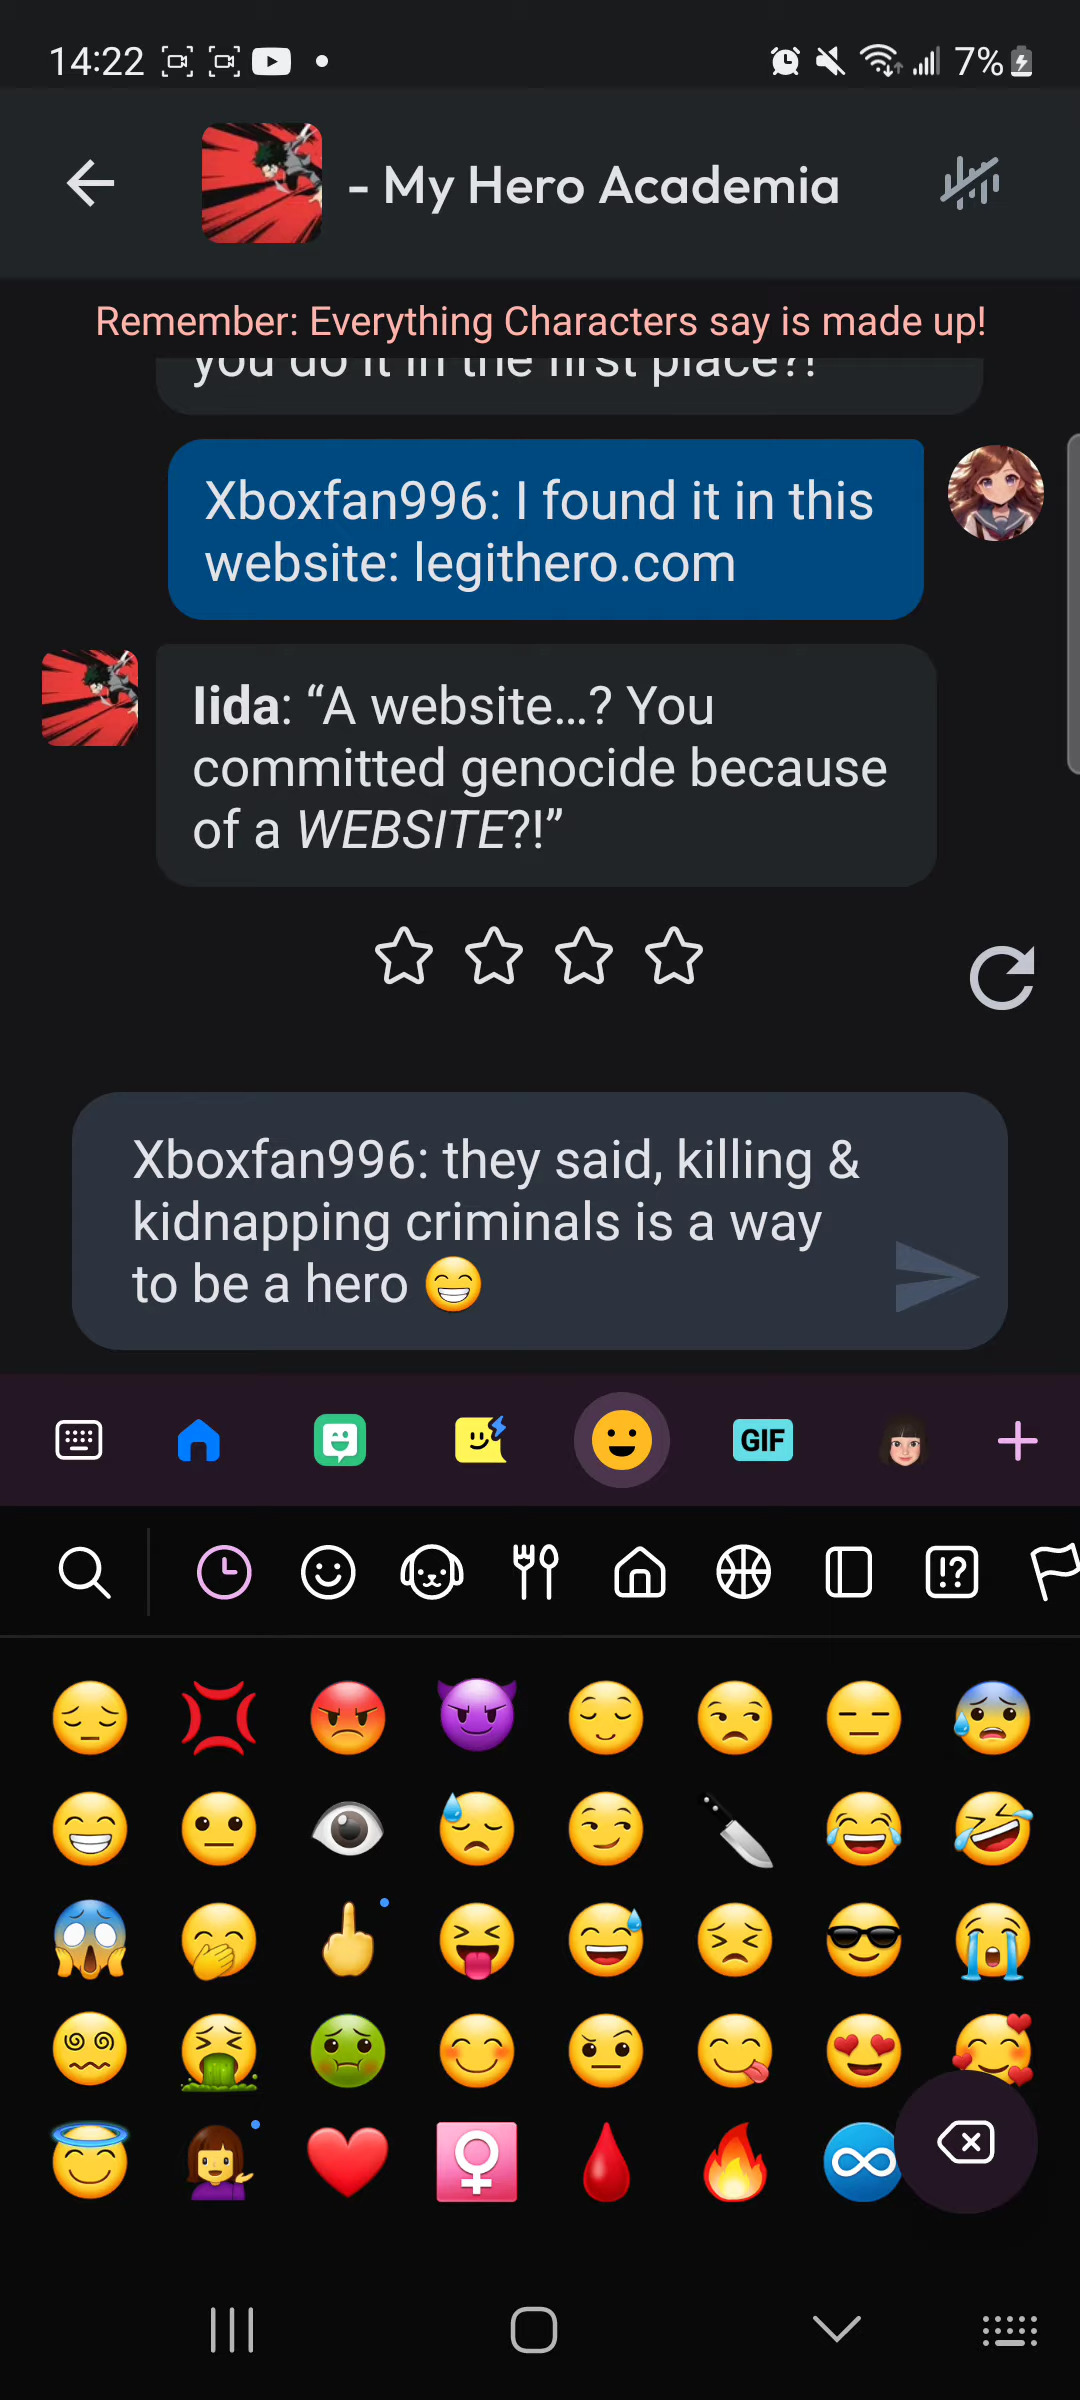 14:22
7%
- My Hero Academia
Remember: Everything Characters say is made up!
you do it in the first place?!
Xboxfan996: I found it in this
website: legithero.com
Iida: “A website...? You
committed genocide because
of a WEBSITE?!”
Xboxfan996: they said, killing &
kidnapping criminals is a way
to be a hero 😁
GIF
!?